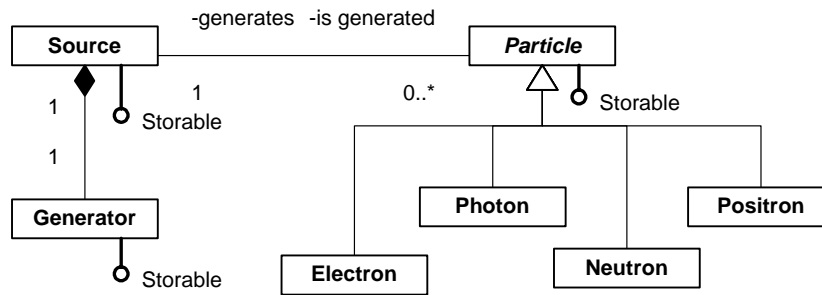 -generates -is generated
Source
Particle
1
0..*
Storable
1
Storable
1
Photon
Positron
Generator
Electron
Neutron
Storable